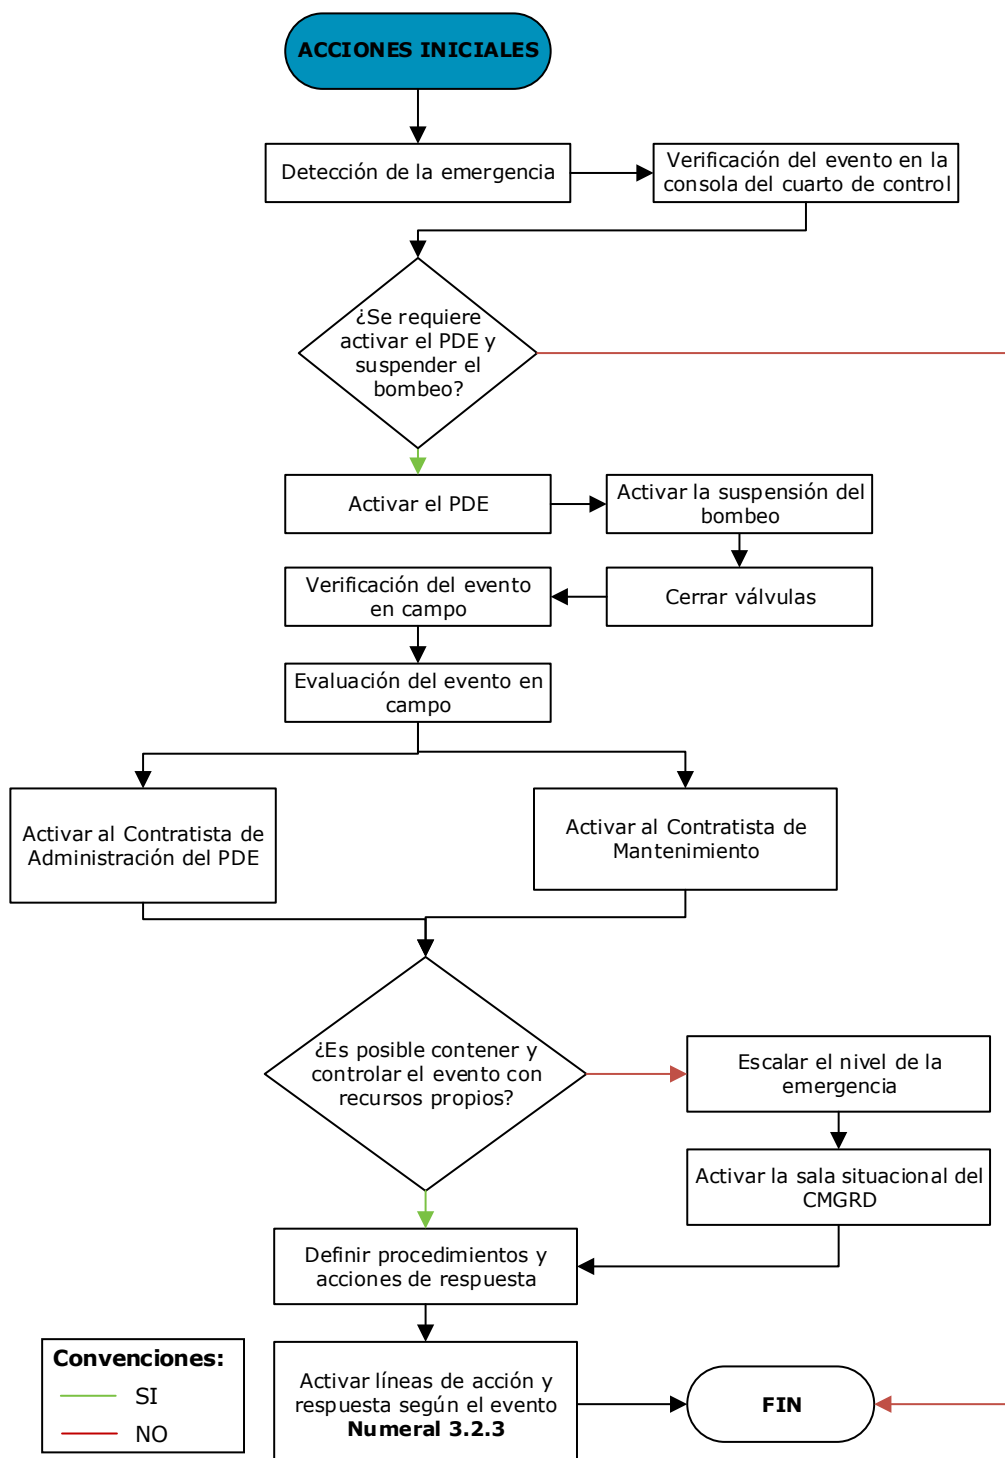 ACCIONES INICIALES
Detección de la emergencia
Verificación del evento en la
consola del cuarto de control
¿Se requiere
activar el PDE y
suspender el
bombeo?
Activar el PDE
Activar la suspensión del
bombeo
Verificación del evento
en campo
Cerrar válvulas
Evaluación del evento en
campo
Activar al Contratista de
Administración del PDE
Activar al Contratista de
Mantenimiento
¿Es posible contener y
controlar el evento con
recursos propios?
Escalar el nivel de la
emergencia
Activar la sala situacional del
CMGRD
Definir procedimientos y
acciones de respuesta
Activar líneas de acción y
respuesta según el evento
Numeral 3.2.3
FIN
Convenciones:
SI
NO